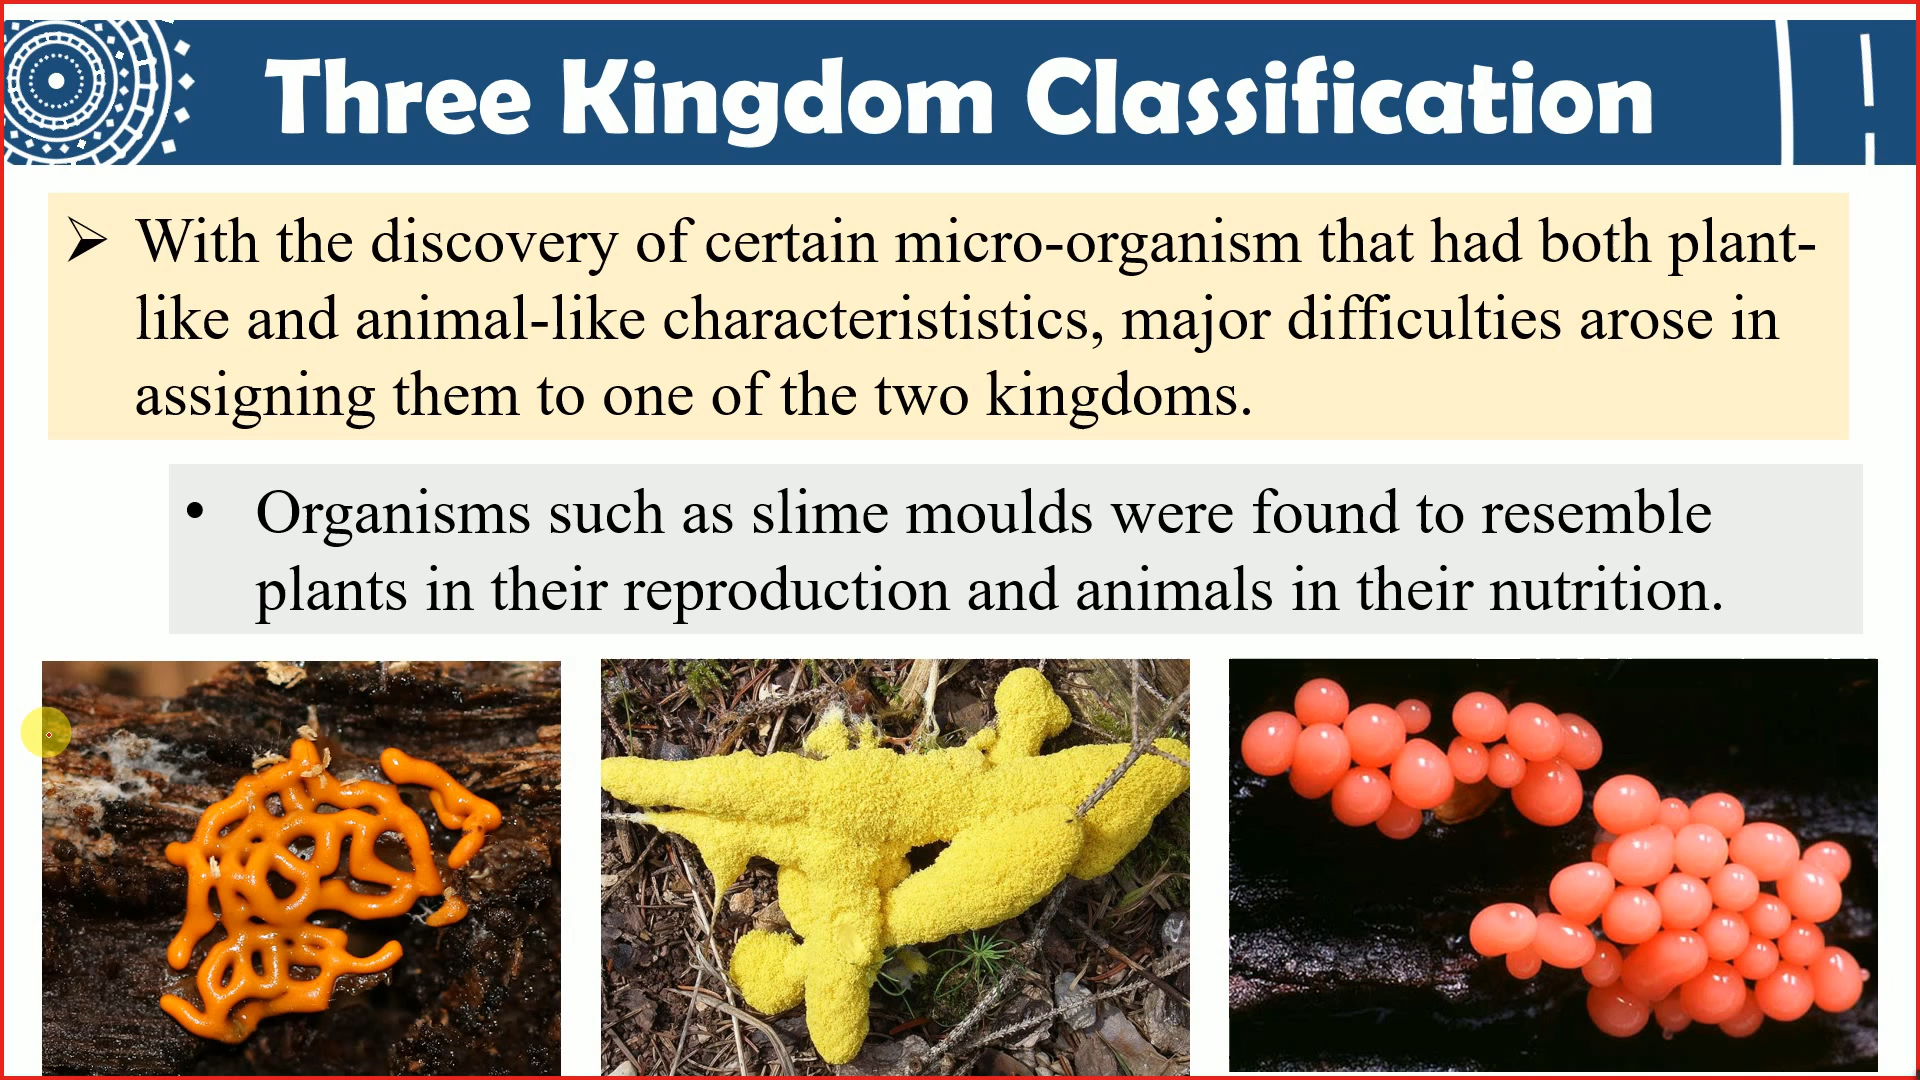 Three Kingdom Classification
➢ With the discovery of certain micro-organism that had both plant-
like and animal-like characterististics, major difficulties arose in
assigning them to one of the two kingdoms.
• Organisms such as slime moulds were found to resemble
plants in their reproduction and animals in their nutrition.